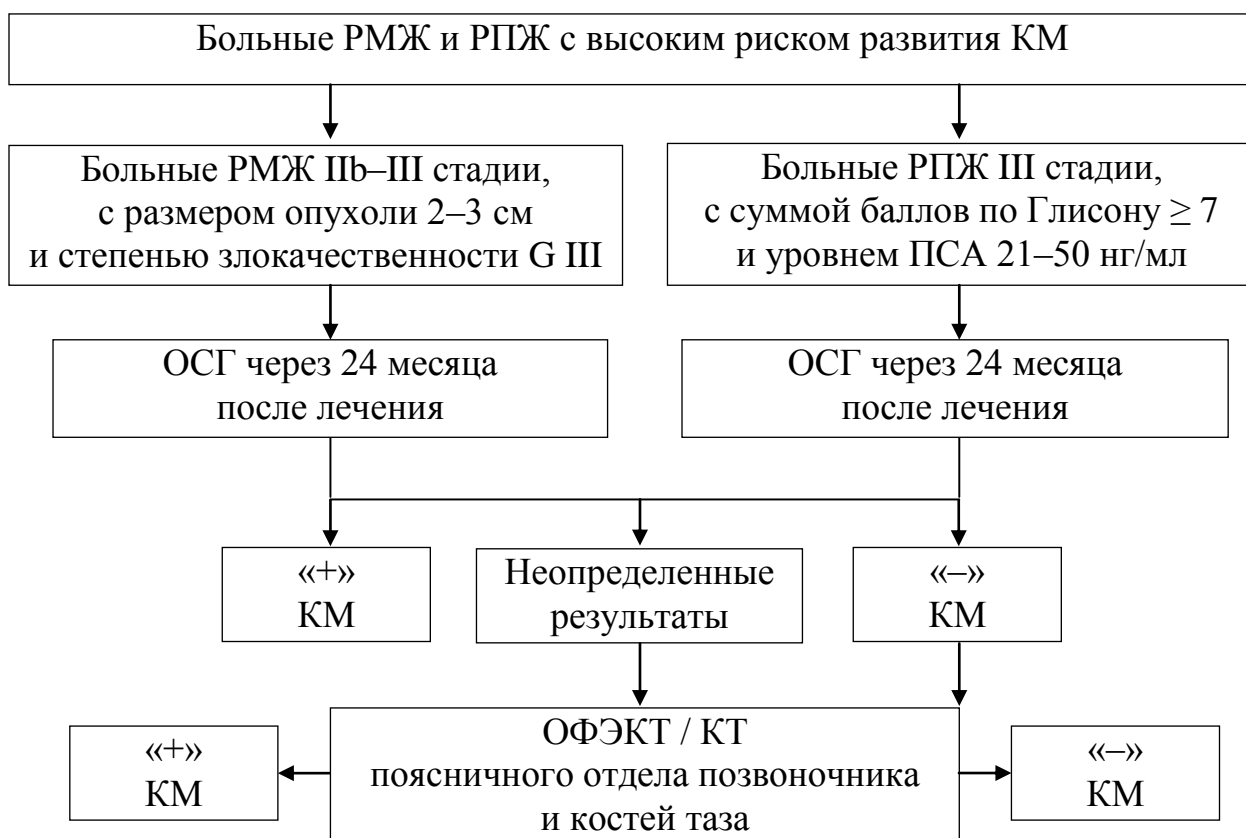 Больные РМЖ и РПЖ с высоким риском развития КМ
Больные РМЖ IIb–III стадии,
с размером опухоли 2–3 см
и степенью злокачественности G III
Больные РПЖ III стадии,
с суммой баллов по Глисону ≥ 7
и уровнем ПСА 21–50 нг/мл
ОСГ через 24 месяца
после лечения
ОСГ через 24 месяца
после лечения
«+»
КМ
Неопределенные
результаты
«–»
КМ
«+»
КМ
ОФЭКТ / КТ
поясничного отдела позвоночника
и костей таза
«–»
КМ